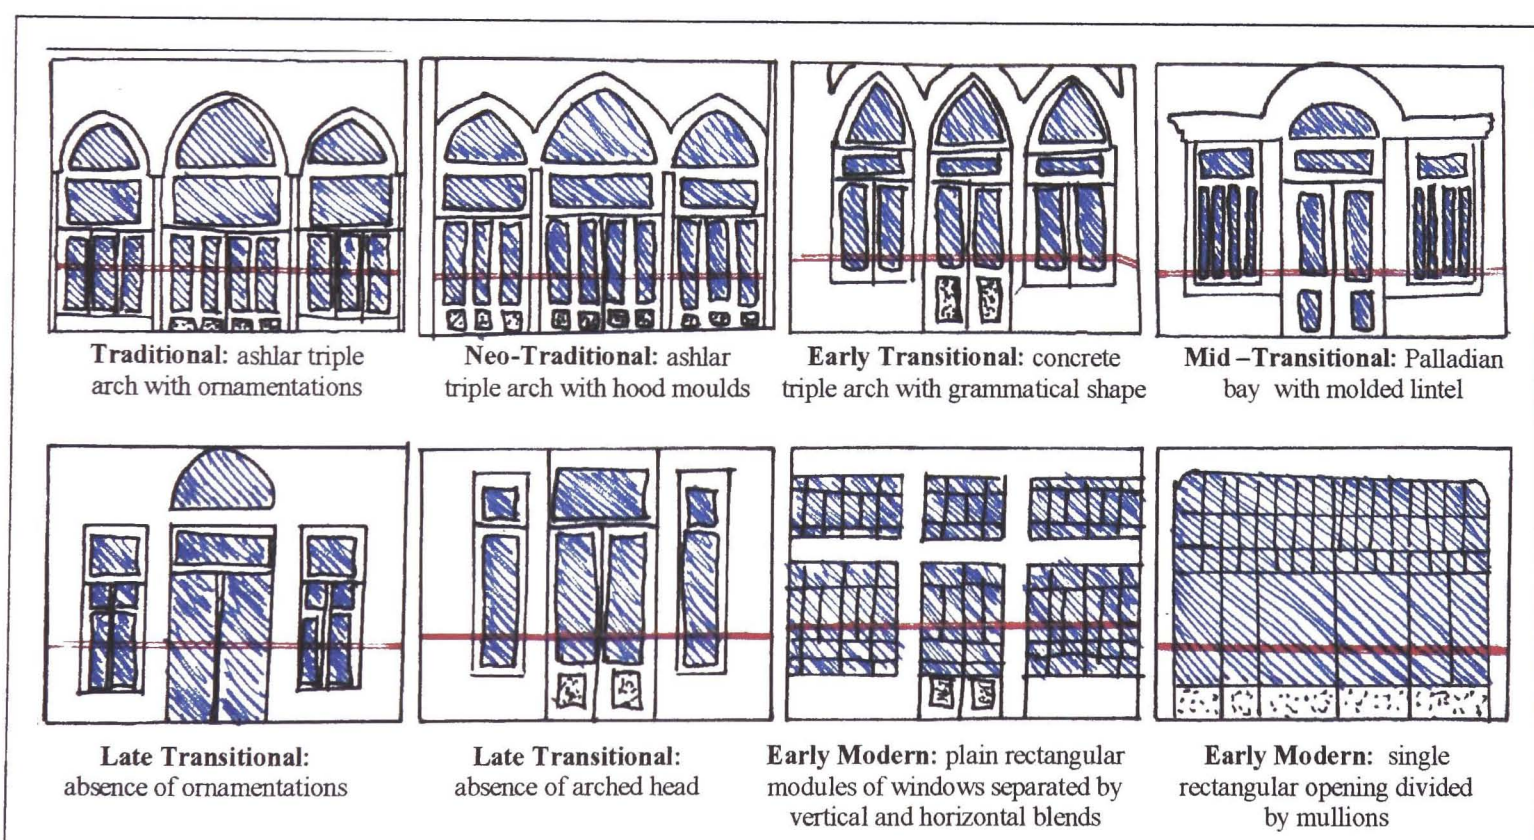 Traditional: ashlar triple
arch with ornamentations
Neo-Traditional: ashlar
triple arch with hood moulds
Early Transitional: concrete
triple arch with grammatical shape
Mid –Transitional: Palladian
bay with molded lintel
Late Transitional:
absence of ornamentations
Late Transitional:
absence of arched head
Early Modern: plain rectangular
modules of windows separated by
vertical and horizontal blends
Early Modern: single
rectangular opening divided
by mullions